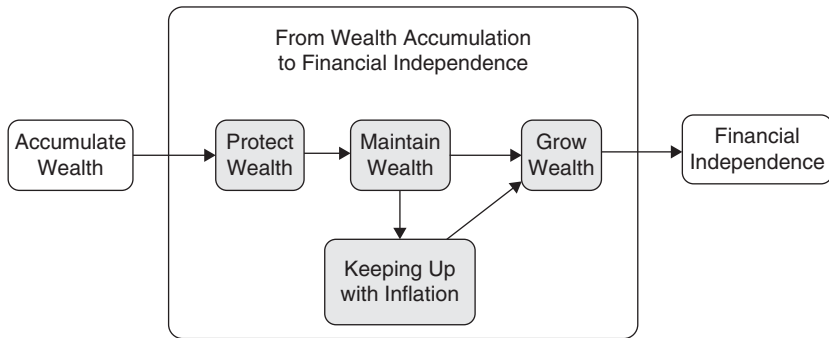 From Wealth Accumulation
to Financial Independence
Accumulate
Wealth
Protect
Wealth
Maintain
Wealth
Grow
Wealth
Financial
Independence
Keeping Up
with Inflation